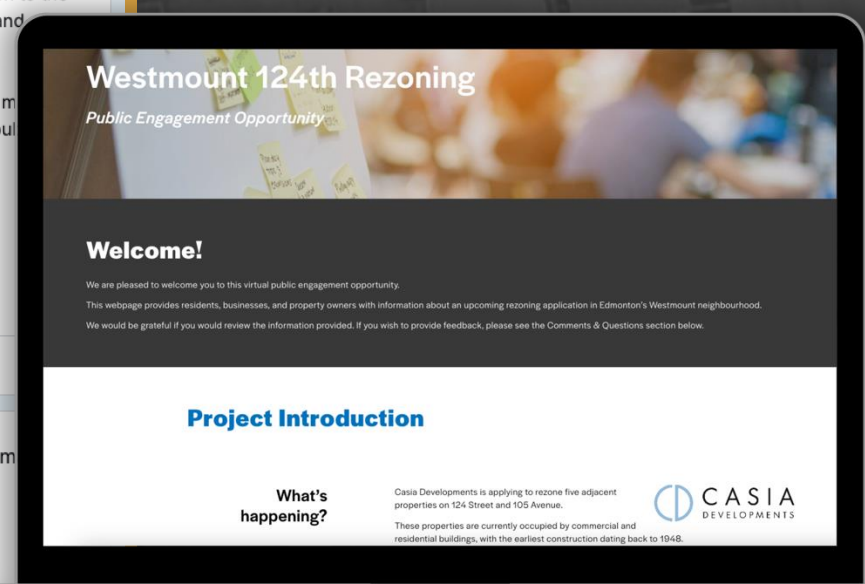 and
m
Westmount 124th Rezoning
Public Engagement Opportunity
Welcome!
We are pleased to welcome you to this virtual public engagement opportunity.
This webpage provides residents, businesses, and property owners with information about an upcoming rezoning application in Edmonton's Westmount neighbourhood.
We would be grateful if you would review the information provided. If you wish to provide feedback, please see the Comments & Questions section below.
Project Introduction
m
What's
happening?
Casia Developments is applying to rezone five adjacent
properties on 124 Street and 105 Avenue.
These properties are currently occupied by commercial and
residential buildings, with the earliest construction dating back to 1948.
CASIA
DEVELOPMENTS